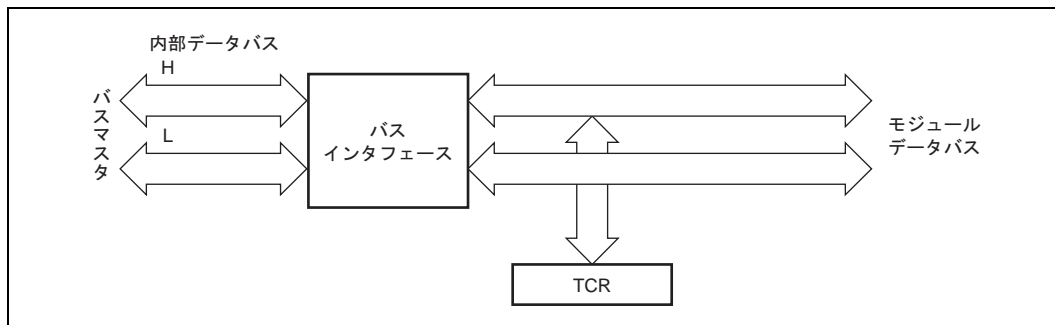 内部データバス
H
バスマスタ
L
バス
インタフェース
モジュール
データバス
TCR